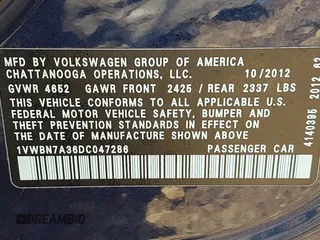 MFD BY VOLKSWAGEN GROUP OF AMERICA
CHATTANOOGA OPERATIONS, LLC. 10/2012
GVWR 4652 GAWR FRONT 2425 / REAR 2337 LBS
THIS VEHICLE CONFORMS TO ALL APPLICABLE U.S.
FEDERAL MOTOR VEHICLE SAFETY, BUMPER AND
THEFT PREVENTION STANDARDS IN EFFECT ON
THE DATE OF MANUFACTURE SHOWN ABOVE.
1VWBN7A36DC047286 PASSENGER CAR
4140395 2012 62
DREAMBID